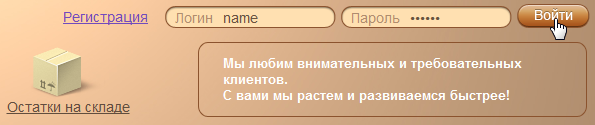 Регистрация Логин name Пароль •••••• Войти
Мы любим внимательных и требовательных
клиентов.
С вами мы растем и развиваемся быстрее!
Остатки на складе